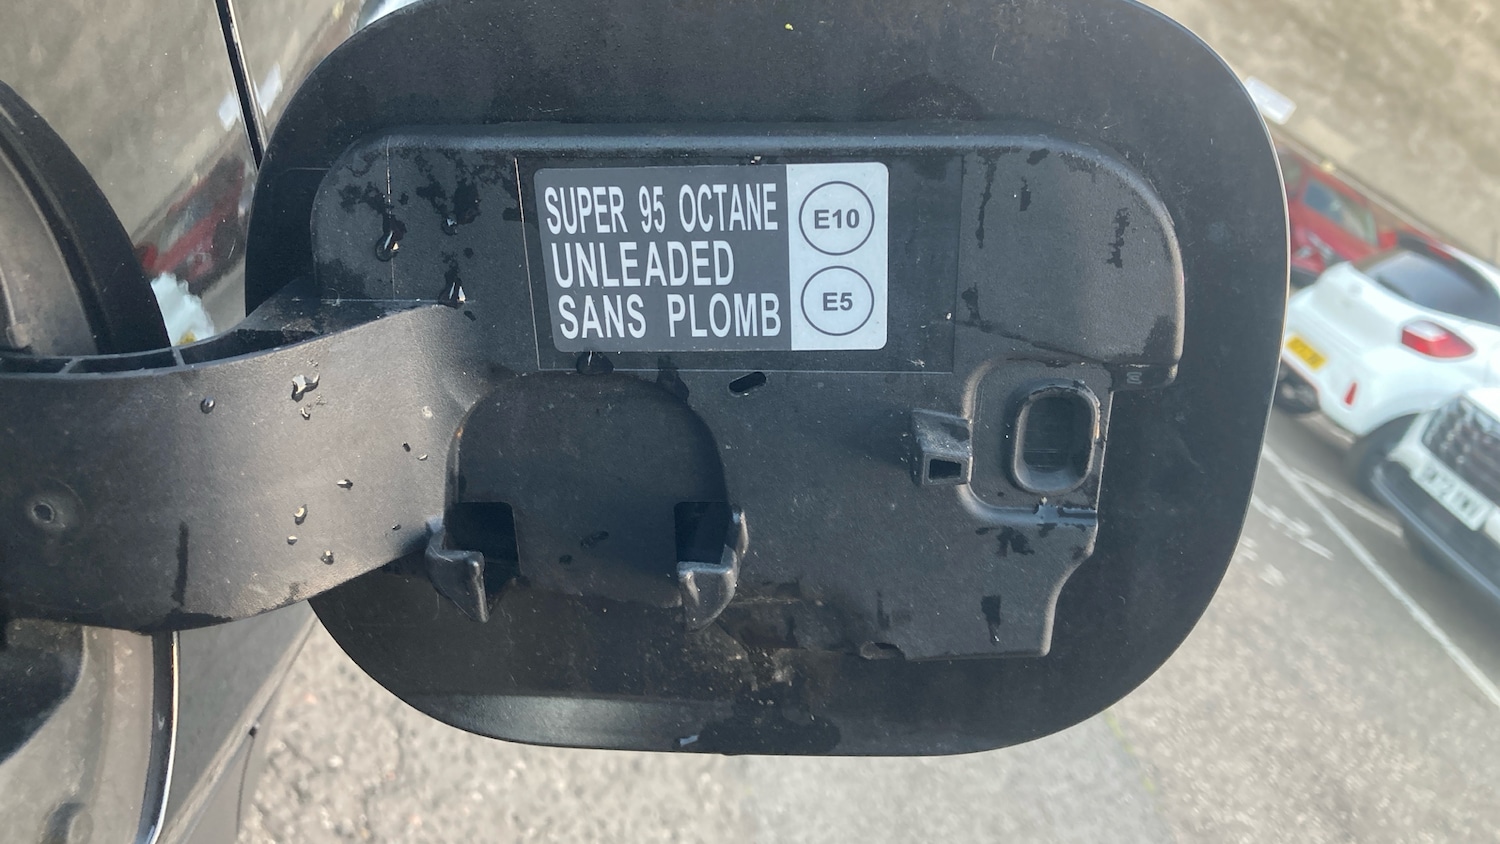 SUPER 95 OCTANE
UNLEADED
SANS PLOMB
E10
E5